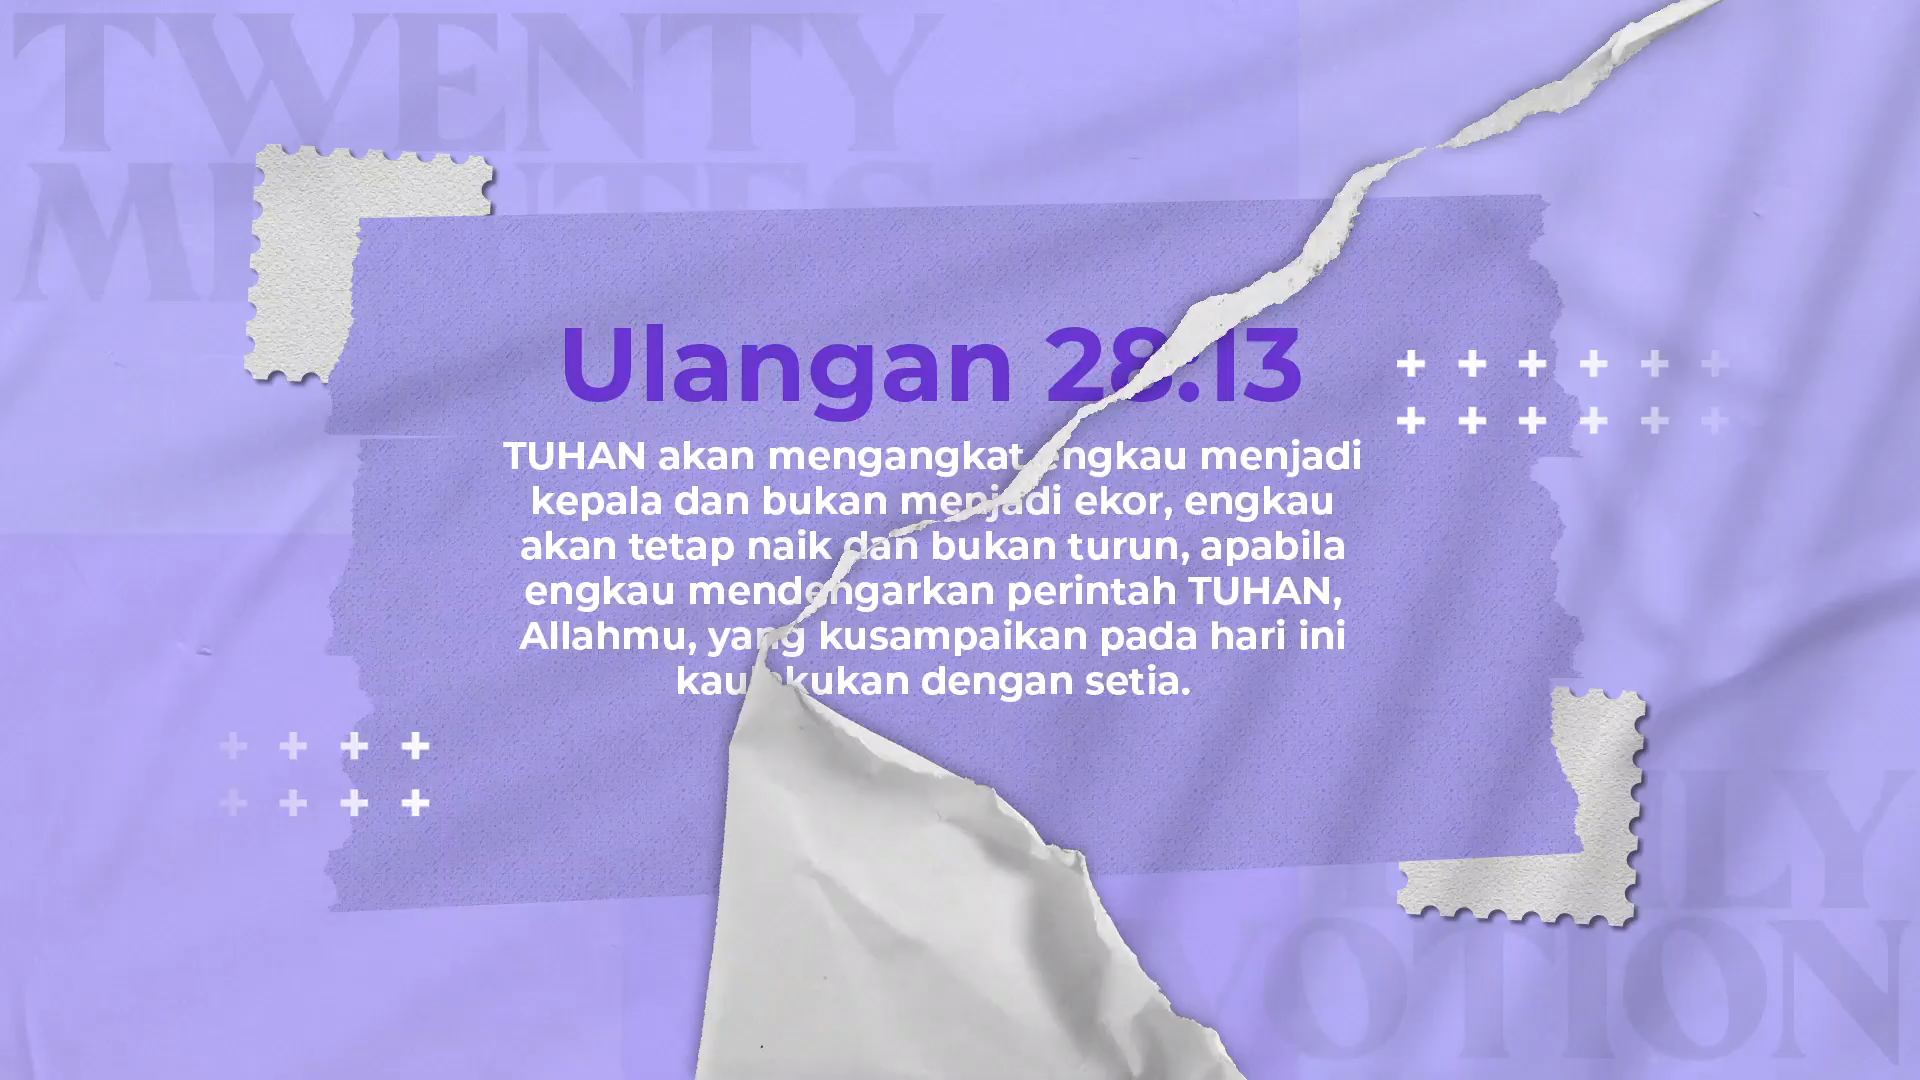 TWENTY
Ulangan 28.13
TUHAN akan mengangkat engkau menjadi
kepala dan bukan menjadi ekor, engkau
akan tetap naik dan bukan turun, apabila
engkau mendengarkan perintah TUHAN,
Allahmu, yang kusampaikan pada hari ini
kaulakukan dengan setia.